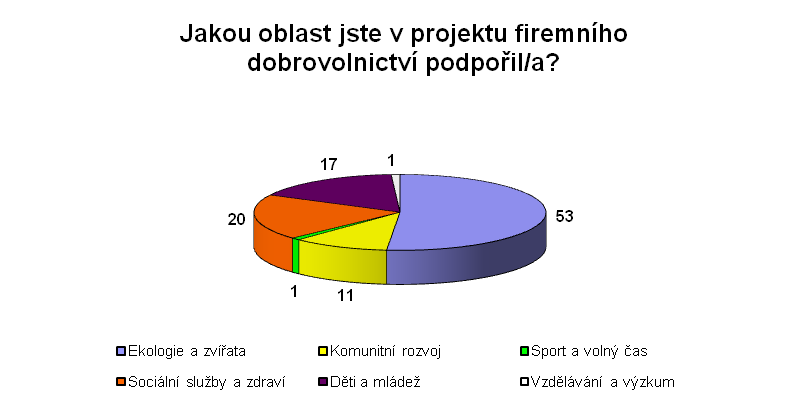 Jakou oblast jste v projektu firemního
dobrovolnictví podpořil/a?
17
1
53
20
1
11
Ekologie a zvířata
Komunitní rozvoj
Sport a volný čas
Sociální služby a zdraví
Děti a mládež
Vzdělávání a výzkum